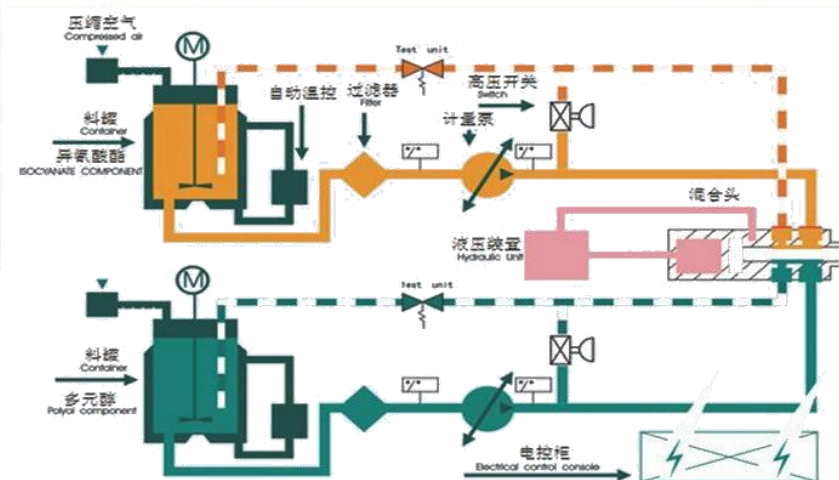 压缩空气
Compressed air
M
Test unit
自动温控
过滤器
Filter
高压开关
Switch
计量泵
料罐
Container
异氰酸酯
ISOCYANATE COMPONENT
混合头
液压装置
Hydraulic Unit
M
Test unit
料罐
Container
多元醇
Polyol component
电控柜
Electrical control console